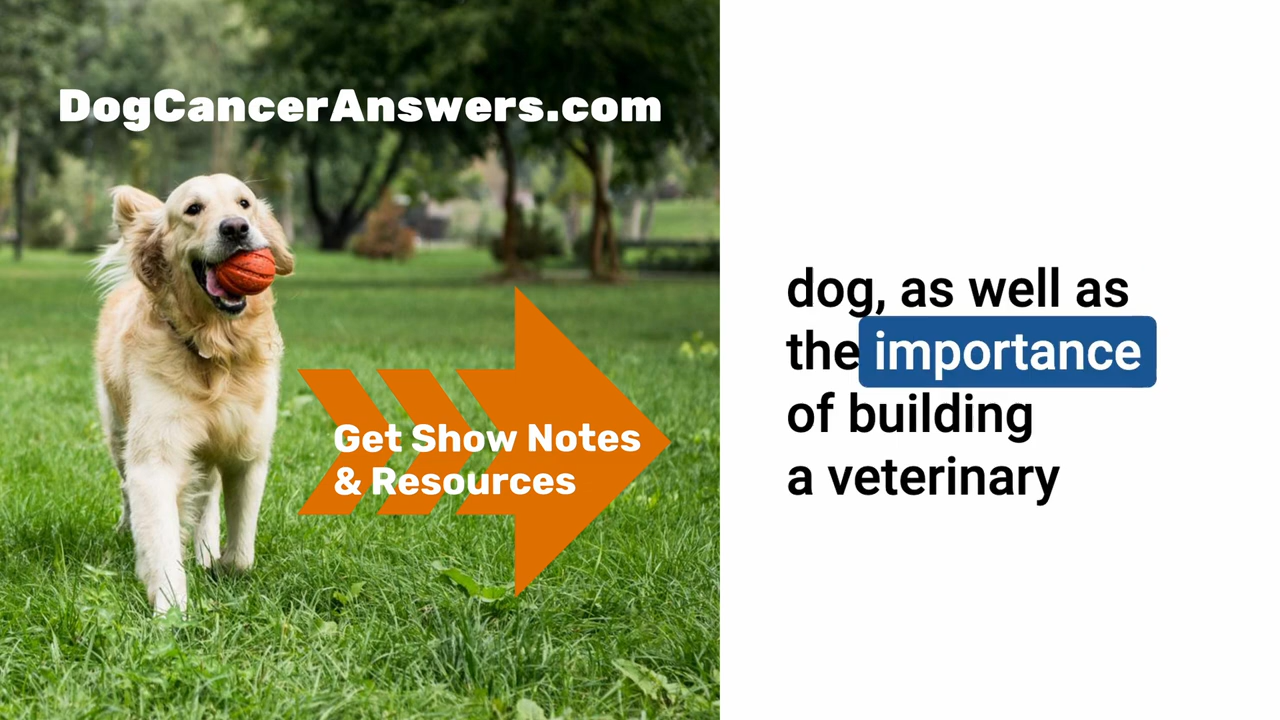 DogCancerAnswers.com
Get Show Notes
& Resources
dog, as well as
the importance
of building
a veterinary